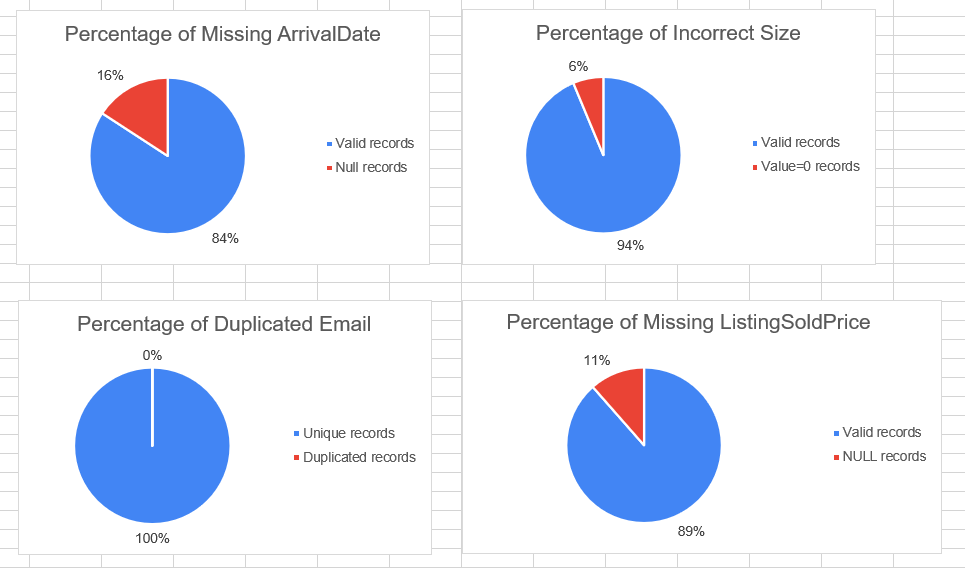 Percentage of Missing ArrivalDate
16%
Valid records
Null records
84%
Percentage of Incorrect Size
6%
Valid records
Value=0 records
94%
Percentage of Duplicated Email
0%
Unique records
Duplicated records
100%
Percentage of Missing ListingSoldPrice
11%
Valid records
NULL records
89%